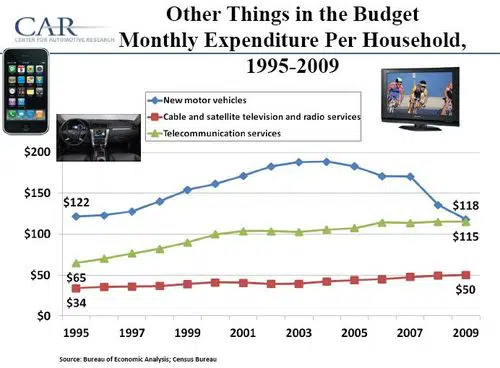 CAR
CENTER FOR AUTOMOTIVE RESEARCH
Other Things in the Budget
Monthly Expenditure Per Household,
1995-2009
New motor vehicles
Cable and satellite television and radio services
Telecommunication services
$200
$150
$100
$50
$0
$122
$65
$34
$118
$115
$50
1995
1997
1999
2001
2003
2005
2007
2009
Source: Bureau of Economic Analysis; Census Bureau